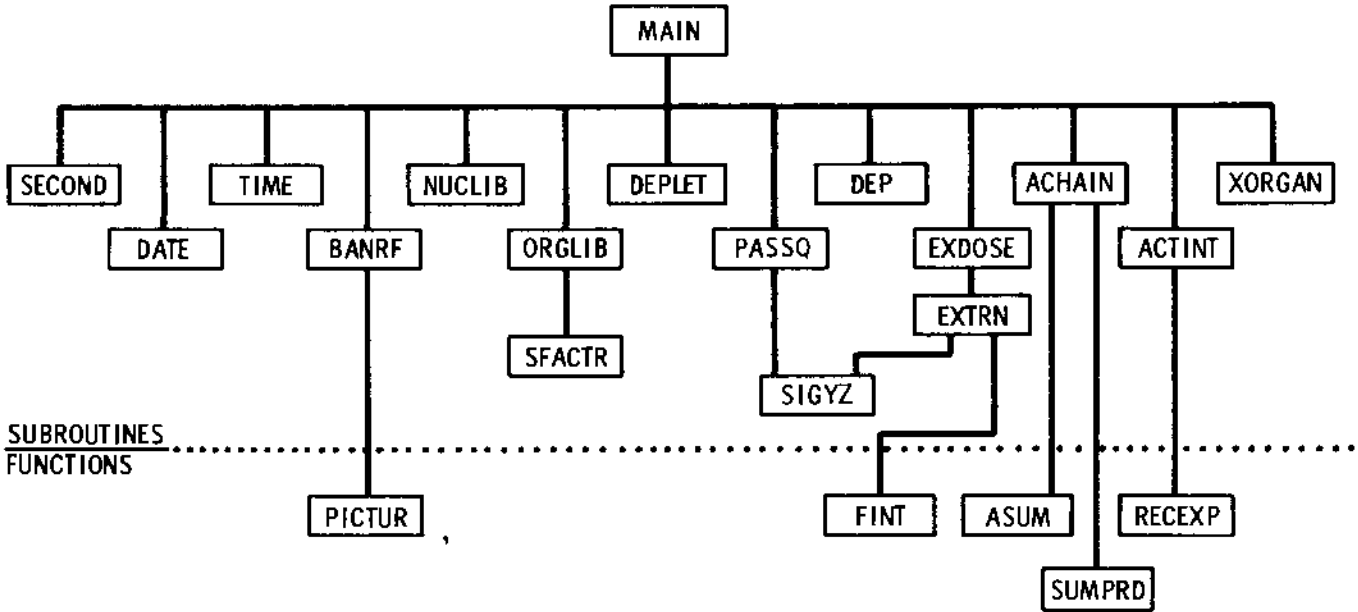 MAIN
SECOND
TIME
NUCLIB
DEPLET
DEP
ACHAIN
XORGAN
DATE
BANRF
ORGLIB
PASSQ
EXDOSE
ACTINT
EXTRN
SFACTR
SIGYZ
SUBROUTINES
FUNCTIONS
PICTUR
FINT
ASUM
RECEXP
SUMPRD